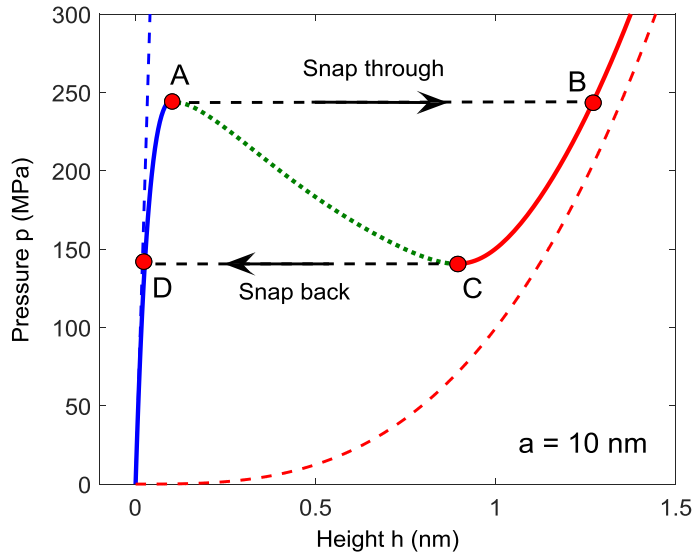 300
250
200
150
100
50
0
Pressure p (MPa)
A
Snap through
B
D
Snap back
C
a = 10 nm
0
0.5
1
1.5
Height h (nm)